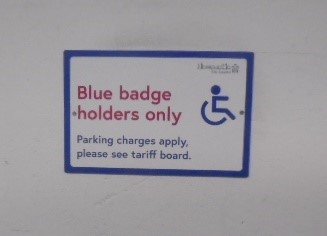 Blue badge
holders only
Parking charges apply,
please see tariff board.